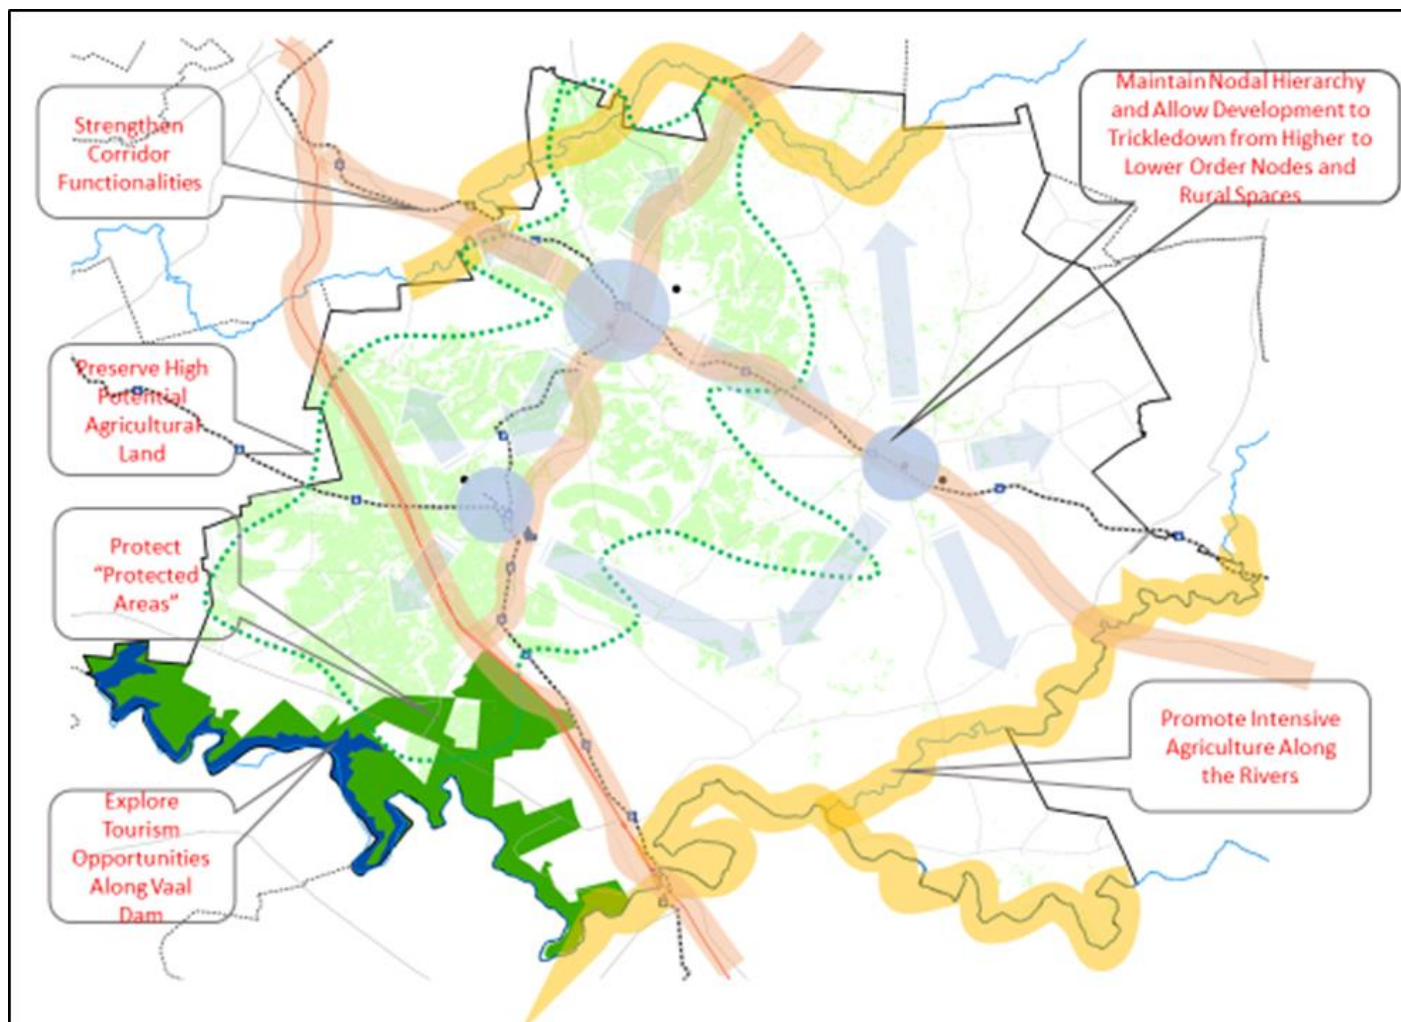 Strengthen
Corridor
Functionalities
Maintain Nodal Hierarchy
and Allow Development to
Trickledown from Higher to
Lower Order Nodes and
Rural Spaces
Preserve High
Potential
Agricultural
Land
Protect
“Protected
Areas”
Explore
Tourism
Opportunities
Along Vaal
Dam
Promote Intensive
Agriculture Along
the Rivers